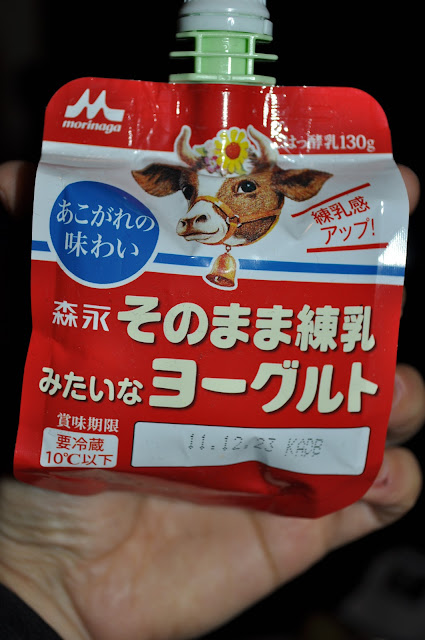 morinaga
はっ酵乳130g
あこがれの
味わい
練乳感
アップ!
森永 そのまま練乳
みたいな ヨーグルト
賞味期限
要冷蔵
10℃以下
11.12.23 KADB